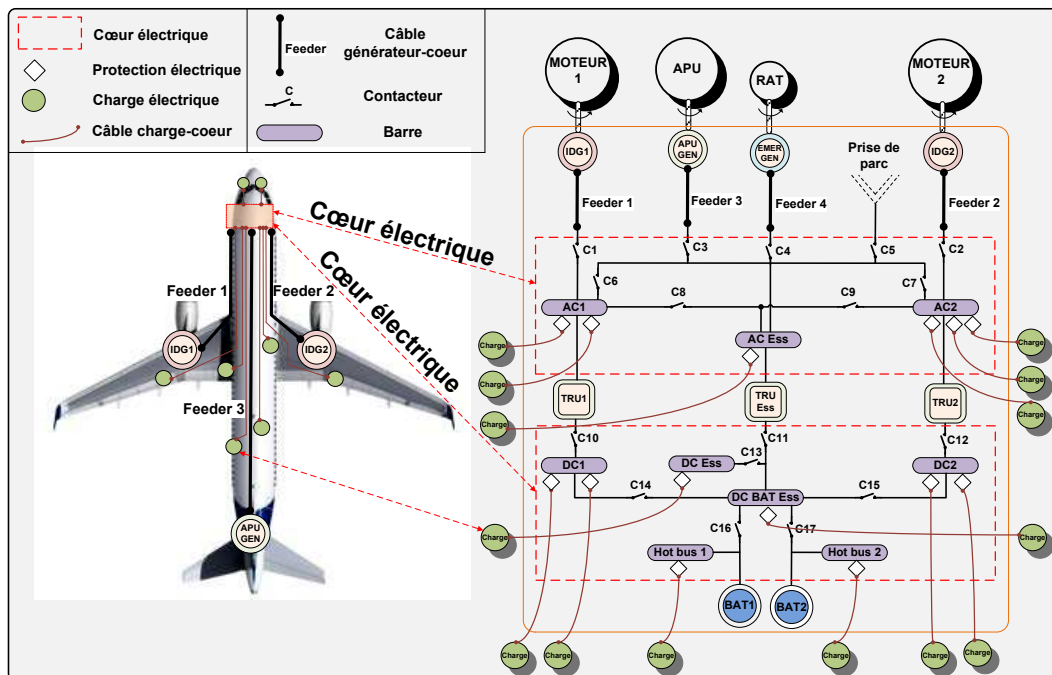 Cœur électrique
Protection électrique
Charge électrique
Câble charge-coeur
Feeder
Câble
générateur-coeur
C
Contacteur
Barre
Feeder 1
Feeder 2
IDG1
IDG2
Feeder 3
APU
GEN
Cœur électrique
Cœur électrique
MOTEUR
1
APU
RAT
MOTEUR
2
IDG1
APU
GEN
EMER
GEN
IDG2
Prise de
parc
Feeder 1
Feeder 3
Feeder 4
Feeder 2
C1
C3
C4
C5
C2
C6
C7
C8
C9
AC1
AC2
AC Ess
Charge
Charge
Charge
Charge
Charge
Charge
TRU1
TRU
Ess
TRU2
C10
C11
C12
C13
DC1
DC Ess
DC2
C14
C15
DC BAT Ess
C16
C17
Charge
Charge
Hot bus 1
Hot bus 2
BAT1
BAT2
Charge
Charge
Charge
Charge
Charge
Charge